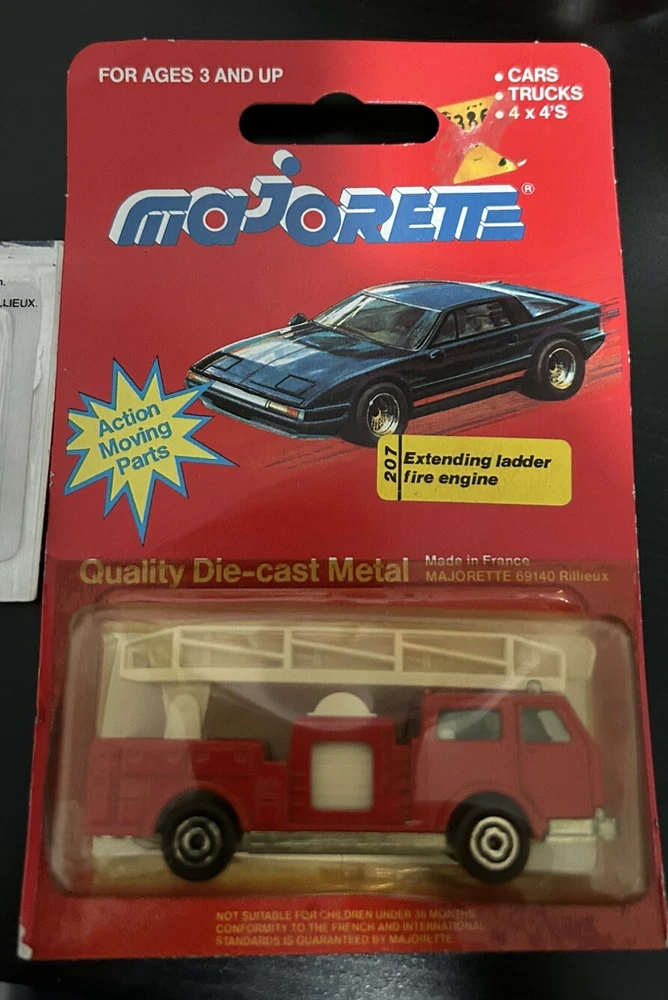 FOR AGES 3 AND UP
• CARS
• TRUCKS
• 4 x 4'S
386
MAJORETTE®
LLIEUX.
Action
Moving
Parts
207
Extending ladder
fire engine
Quality Die-cast Metal
Made in France
MAJORETTE 69140 Rillieux
NOT SUITABLE FOR CHILDREN UNDER 36 MONTHS.
CONFORMITY TO THE FRENCH AND INTERNATIONAL
STANDARDS IS GUARANTEED BY MAJORETTE